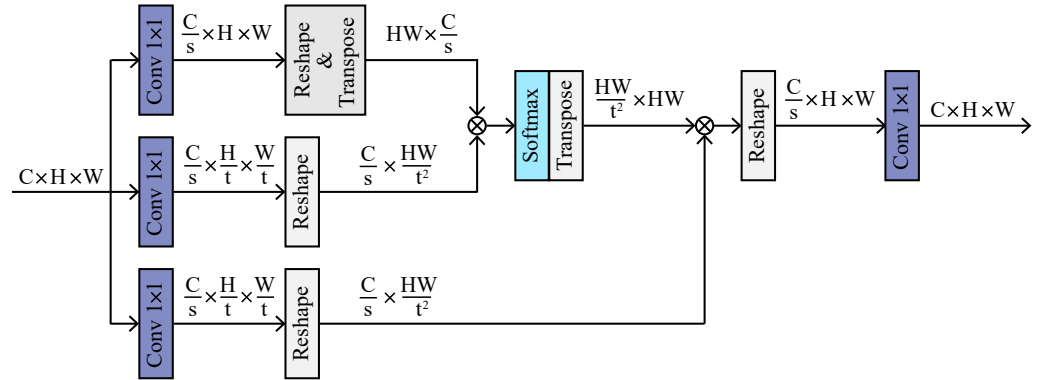 C×H×W
Conv 1×1
C/s ×H×W
Reshape
&
Transpose
HW× C/s
Conv 1×1
C/s × H/t × W/t
Reshape
C/s × HW/t²
Conv 1×1
C/s × H/t × W/t
Reshape
C/s × HW/t²
Softmax
Transpose
HW/t² ×HW
Reshape
C/s ×H×W
Conv 1×1
C×H×W